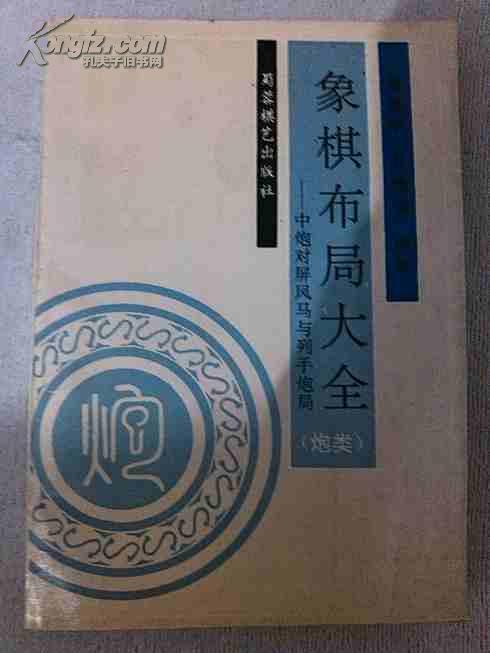 Kongfz.com
孔夫子旧书网
象棋布局大全
——中炮对屏风马与列手炮局
（炮类）
蜀蓉棋艺出版社
炮